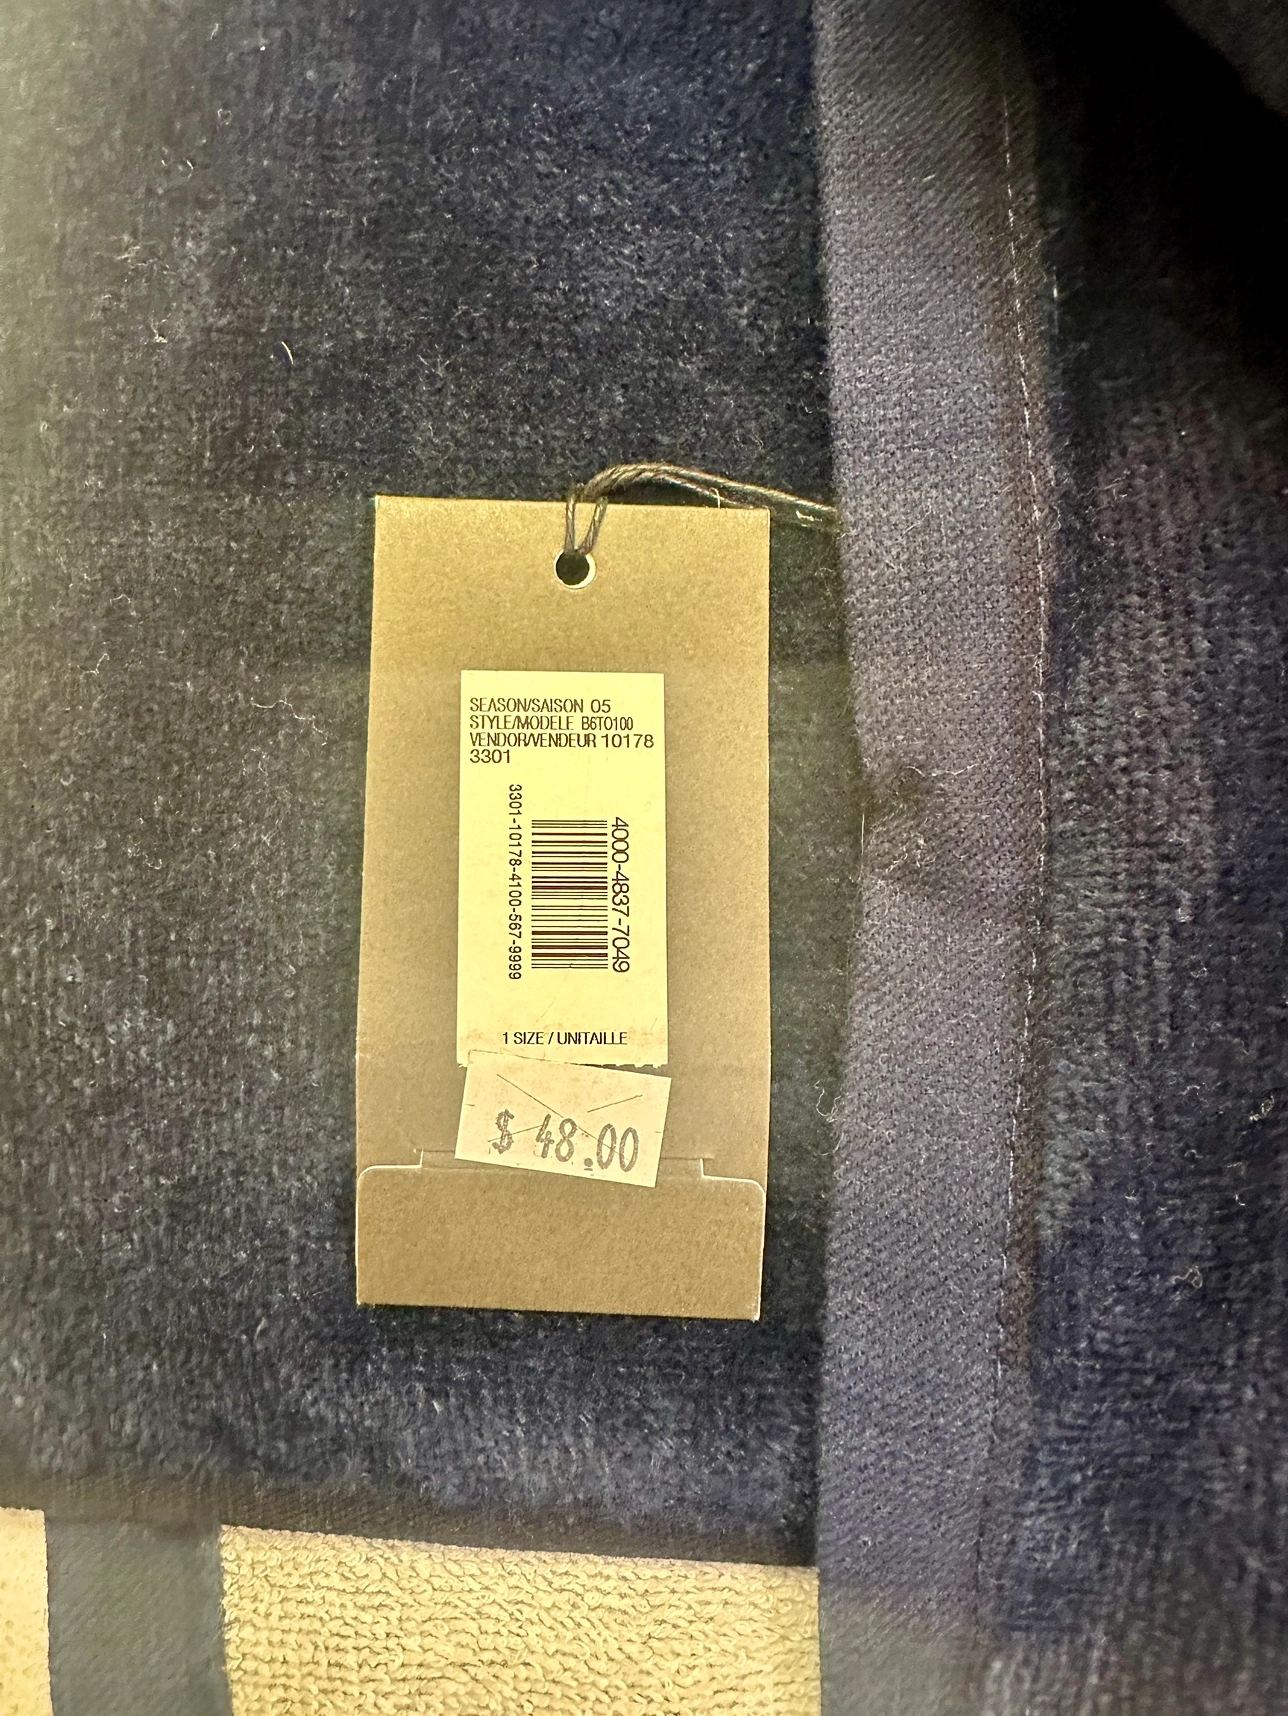 SEASON/SAISON 05
STYLE/MODELE B6TO100
VENDOR/VENDEUR 10178
3301
4000-4837-7049
3301-10178-4100-567-9999
1 SIZE / UNITAILLE
$ 48.00